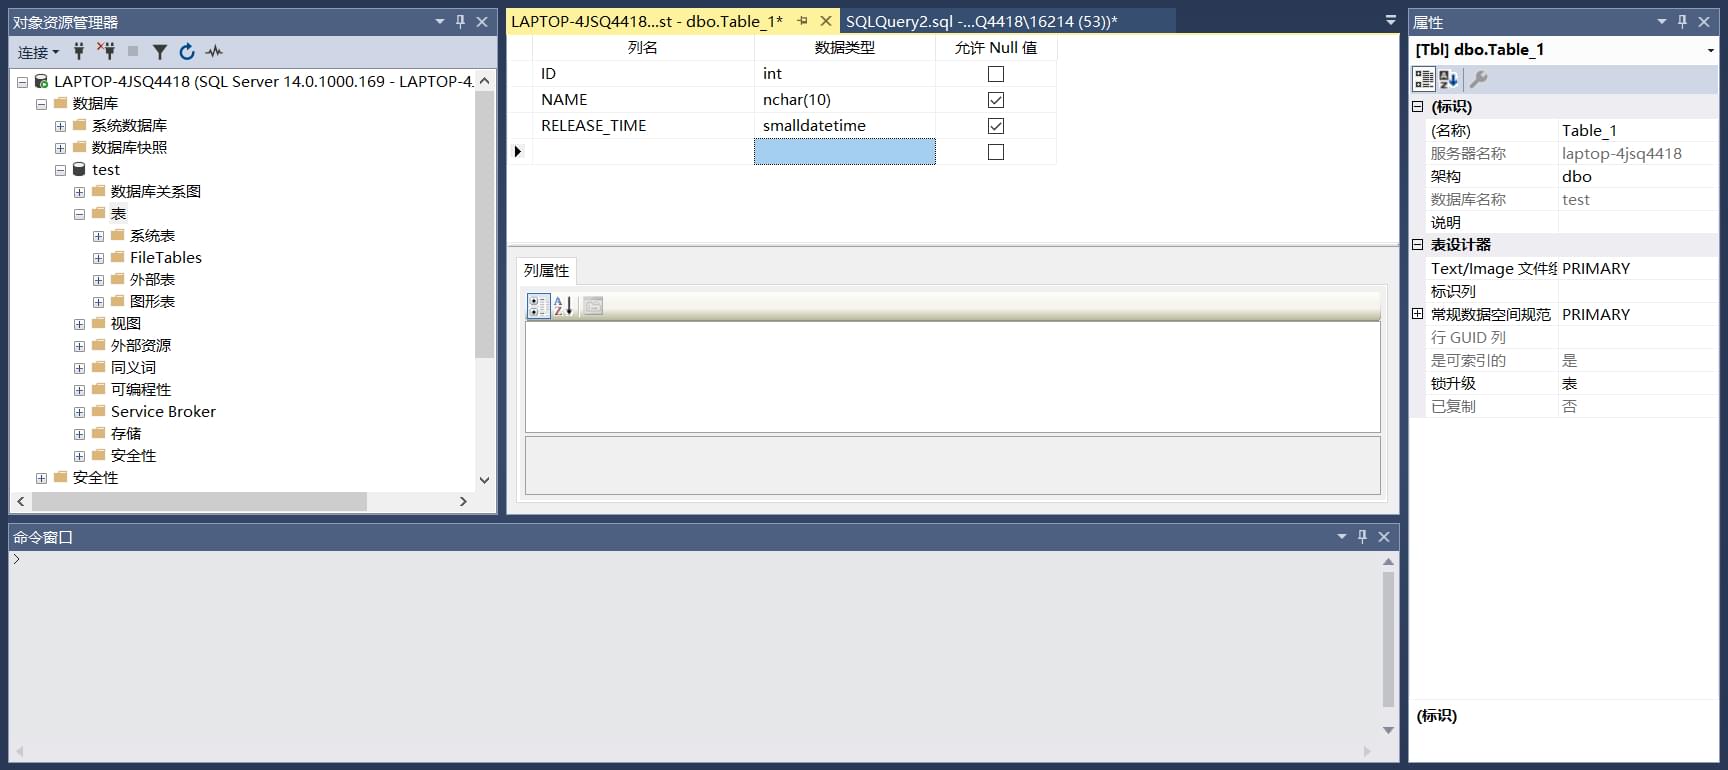 对象资源管理器
连接
LAPTOP-4JSQ4418 (SQL Server 14.0.1000.169 - LAPTOP-4
数据库
系统数据库
数据库快照
test
数据库关系图
表
系统表
FileTables
外部表
图形表
视图
外部资源
同义词
可编程性
Service Broker
存储
安全性
安全性
LAPTOP-4JSQ4418...st - dbo.Table_1*
SQLQuery2.sql -...Q4418\16214 (53))*
列名 数据类型 允许 Null 值
ID int
NAME nchar(10)
RELEASE_TIME smalldatetime
列属性
命令窗口
>
属性
[Tbl] dbo.Table_1
(标识)
(名称) Table_1
服务器名称 laptop-4jsq4418
架构 dbo
数据库名称 test
说明
表设计器
Text/Image 文件组 PRIMARY
标识列
常规数据空间规范 PRIMARY
行 GUID 列
是可索引的 是
锁升级 表
已复制 否
(标识)